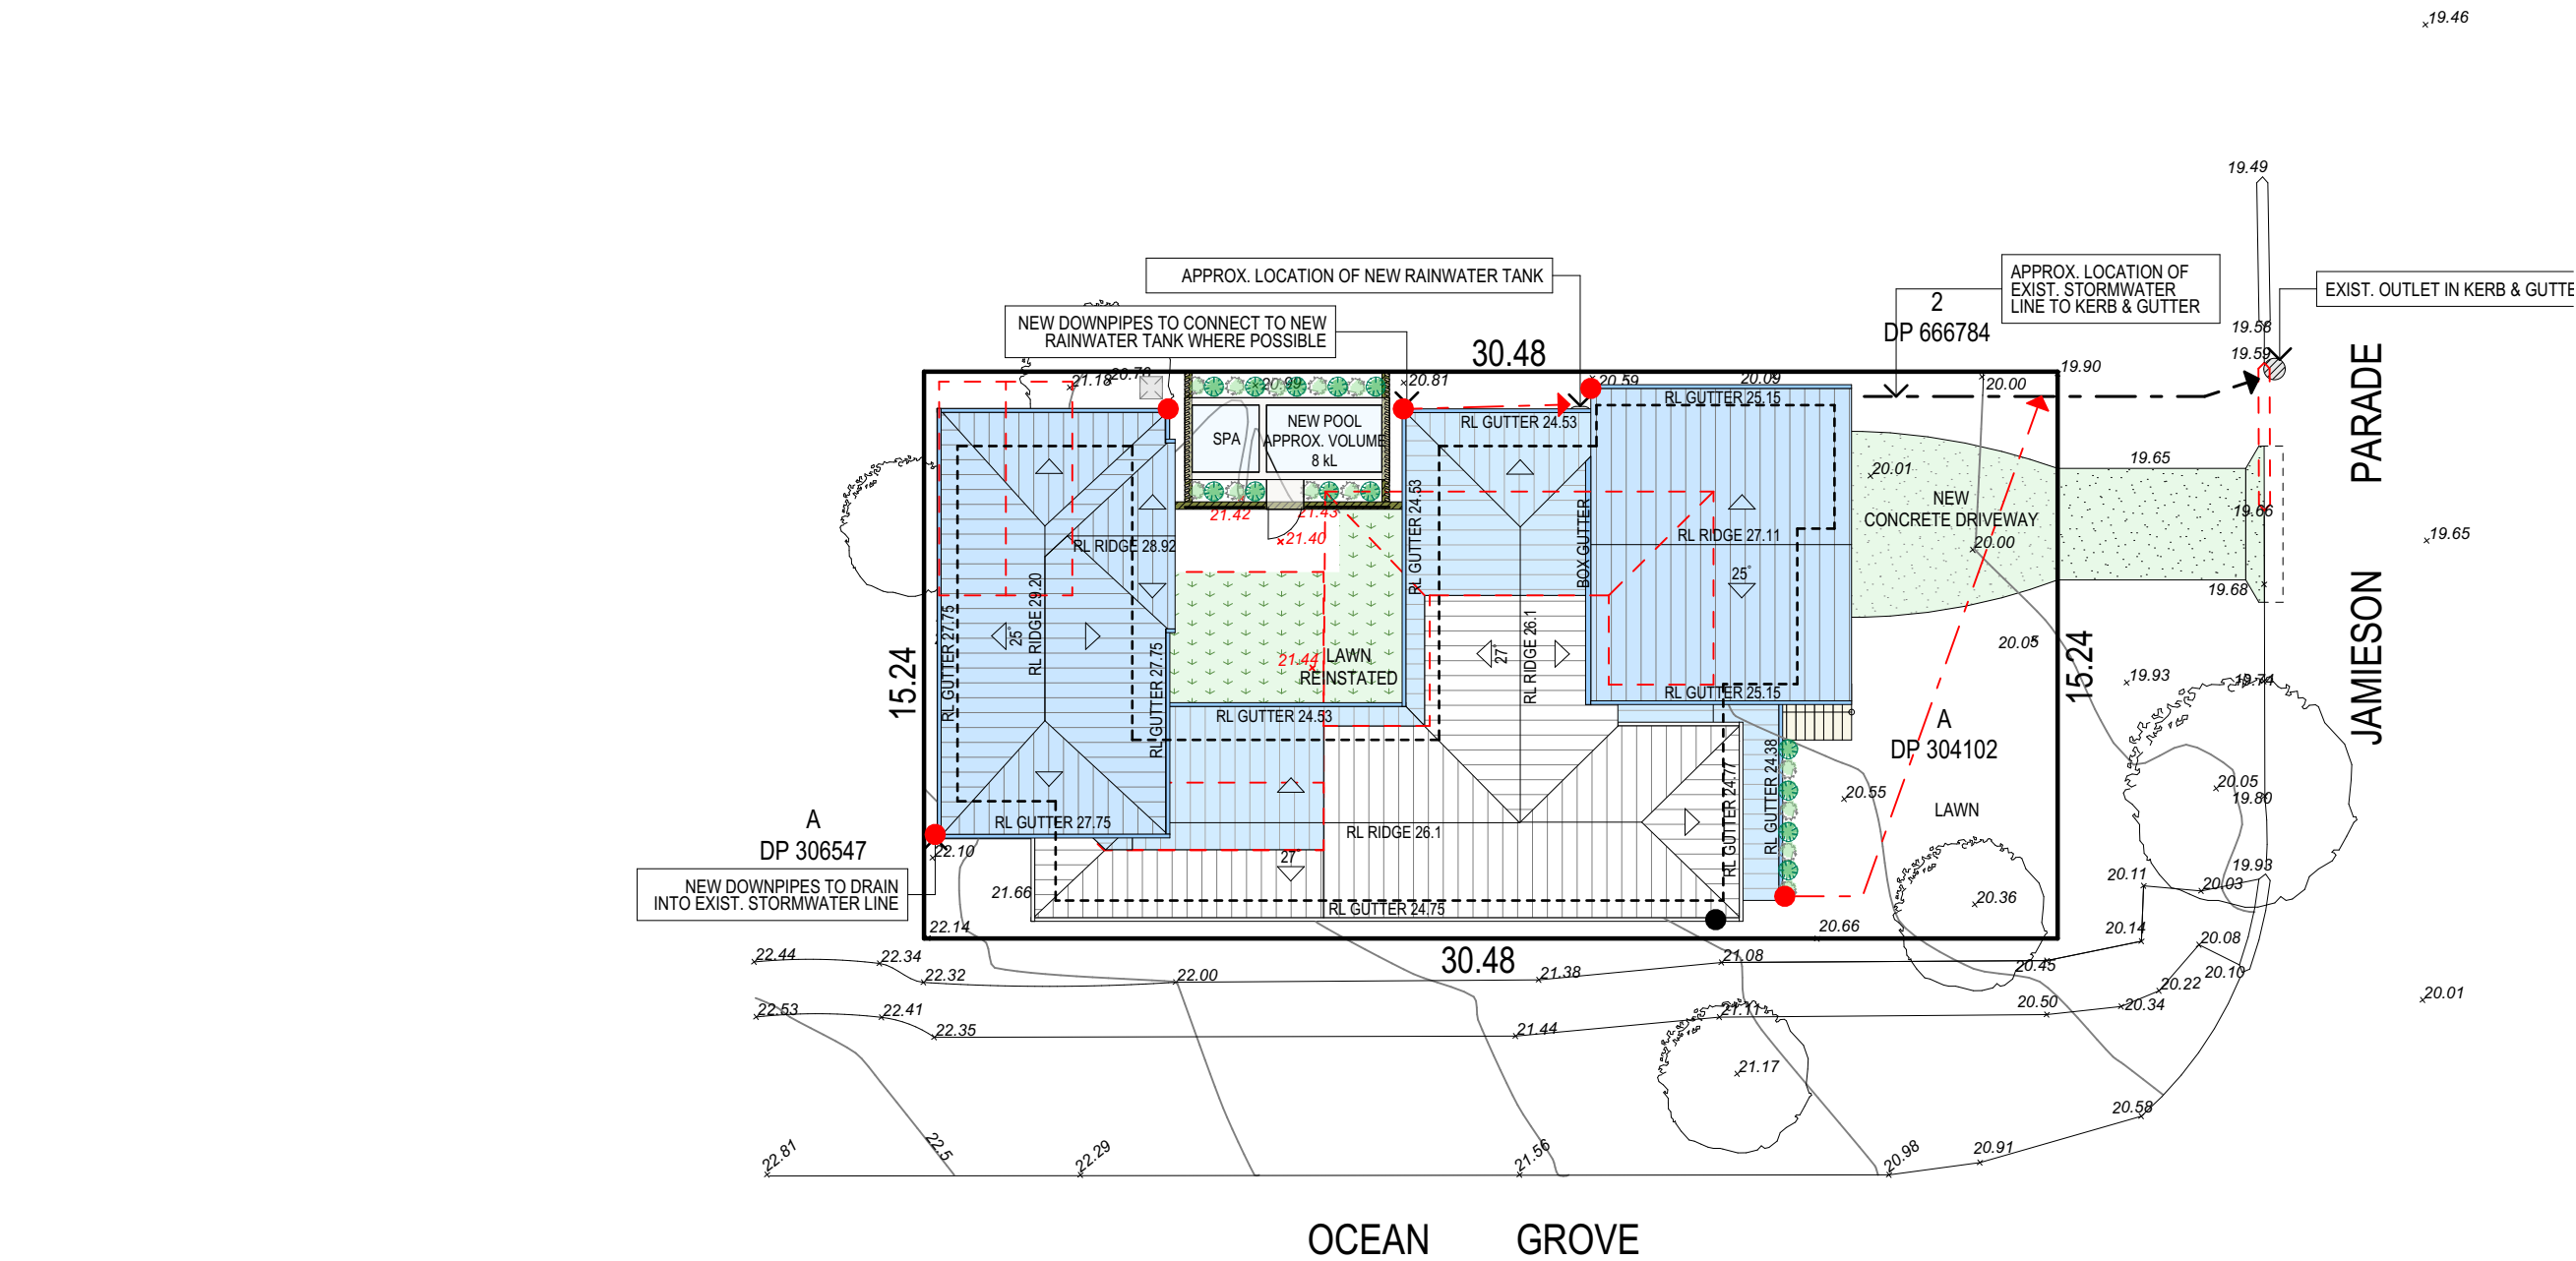 19.46
19.49
APPROX. LOCATION OF NEW RAINWATER TANK
APPROX. LOCATION OF
EXIST. STORMWATER
LINE TO KERB & GUTTER
EXIST. OUTLET IN KERB & GUTTE
2
DP 666784
NEW DOWNPIPES TO CONNECT TO NEW
RAINWATER TANK WHERE POSSIBLE
19.58
19.59
30.48
19.90
21.18
20.99
20.81
20.59
20.09
20.00
RL GUTTER 25.15
RL GUTTER 24.53
SPA
NEW POOL
APPROX. VOLUME
8 kL
JAMIESON PARADE
20.01
19.65
NEW
CONCRETE DRIVEWAY
21.42
21.43
19.66
21.40
RL GUTTER 24.53
BOX GUTTER
RL RIDGE 27.11
19.65
RL RIDGE 28.92
20.00
25°
19.68
RL RIDGE 29.20
25°
RL GUTTER 27.75
RL GUTTER 27.75
27°
RL RIDGE 26.1
20.05
15.24
15.24
21.44
LAWN
REINSTATED
19.93
19.74
RL GUTTER 25.15
RL GUTTER 24.53
A
DP 304102
20.05
19.80
20.55
LAWN
RL GUTTER 24.77
RL GUTTER 24.38
RL GUTTER 27.75
RL RIDGE 26.1
27°
A
DP 306547
22.10
NEW DOWNPIPES TO DRAIN
INTO EXIST. STORMWATER LINE
21.66
19.93
20.11
20.03
20.36
RL GUTTER 24.75
22.14
20.66
20.14
20.08
22.44
22.34
22.32
22.00
30.48
21.38
21.08
20.45
20.10
20.22
20.01
22.53
22.41
22.35
21.44
21.11
20.50
20.34
21.17
20.58
22.81
22.5
22.29
21.56
20.98
20.91
OCEAN GROVE